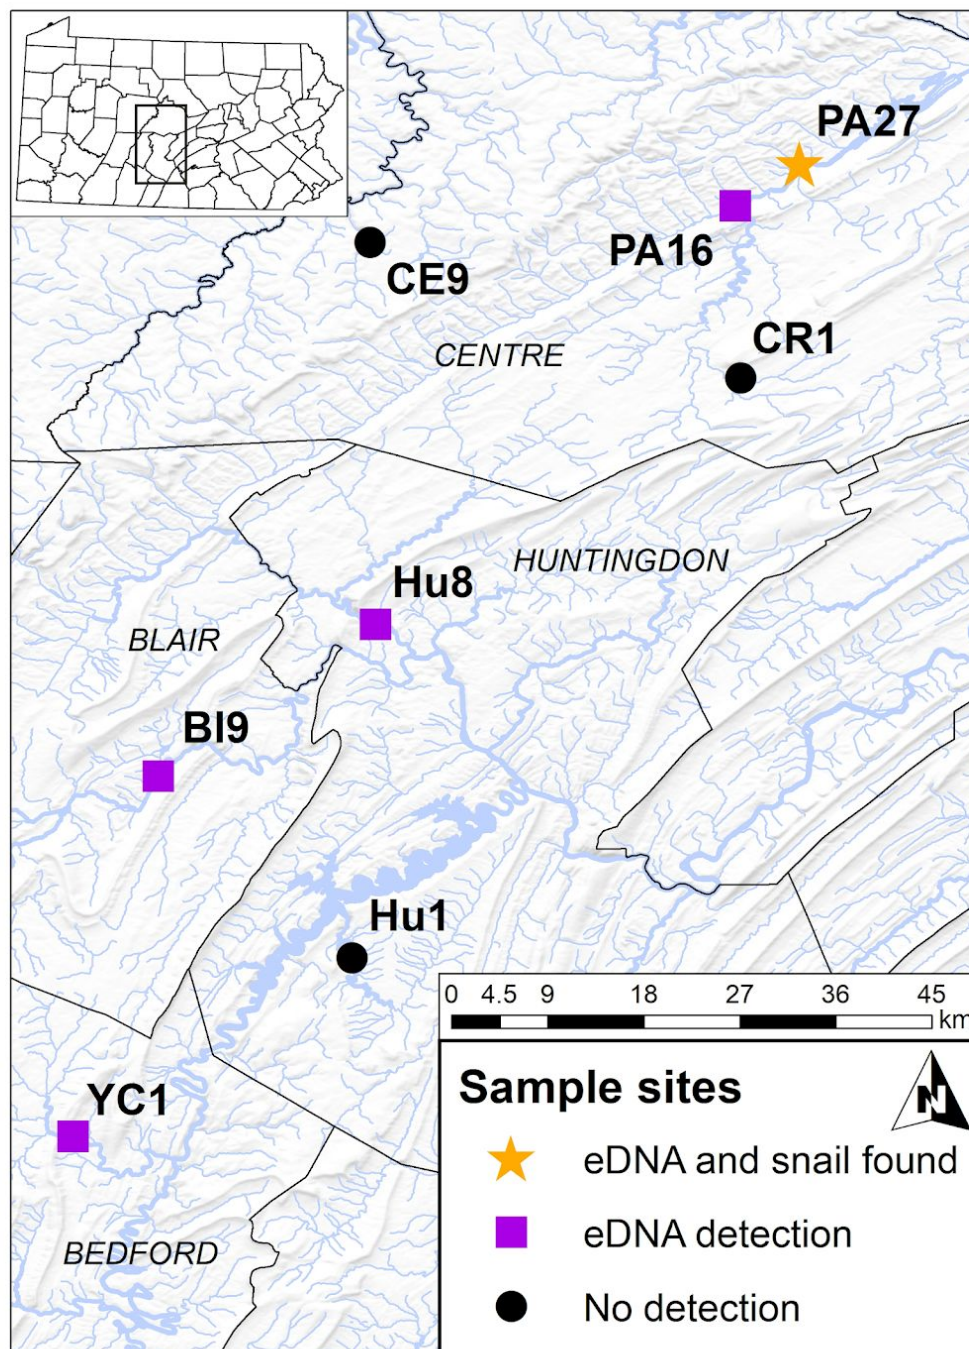 PA27
PA16
CE9
CR1
CENTRE
HUNTINGDON
Hu8
BLAIR
Bl9
Hu1
0 4.5 9 18 27 36 45
km
YC1
Sample sites
N
eDNA and snail found
eDNA detection
BEDFORD
No detection